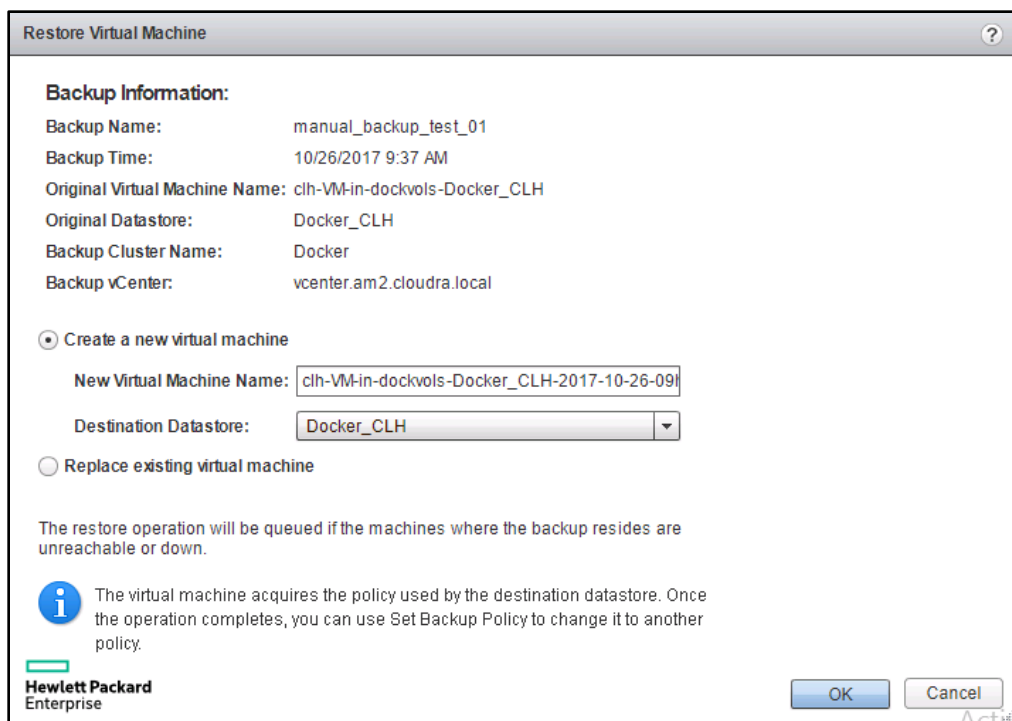 Restore Virtual Machine ?
Backup Information:
Backup Name: manual_backup_test_01
Backup Time: 10/26/2017 9:37 AM
Original Virtual Machine Name: clh-VM-in-dockvols-Docker_CLH
Original Datastore: Docker_CLH
Backup Cluster Name: Docker
Backup vCenter: vcenter.am2.cloudra.local
Create a new virtual machine
New Virtual Machine Name: clh-VM-in-dockvols-Docker_CLH-2017-10-26-09h
Destination Datastore: Docker_CLH
Replace existing virtual machine
The restore operation will be queued if the machines where the backup resides are
unreachable or down.
The virtual machine acquires the policy used by the destination datastore. Once
the operation completes, you can use Set Backup Policy to change it to another
policy.
Hewlett Packard
Enterprise
OK Cancel